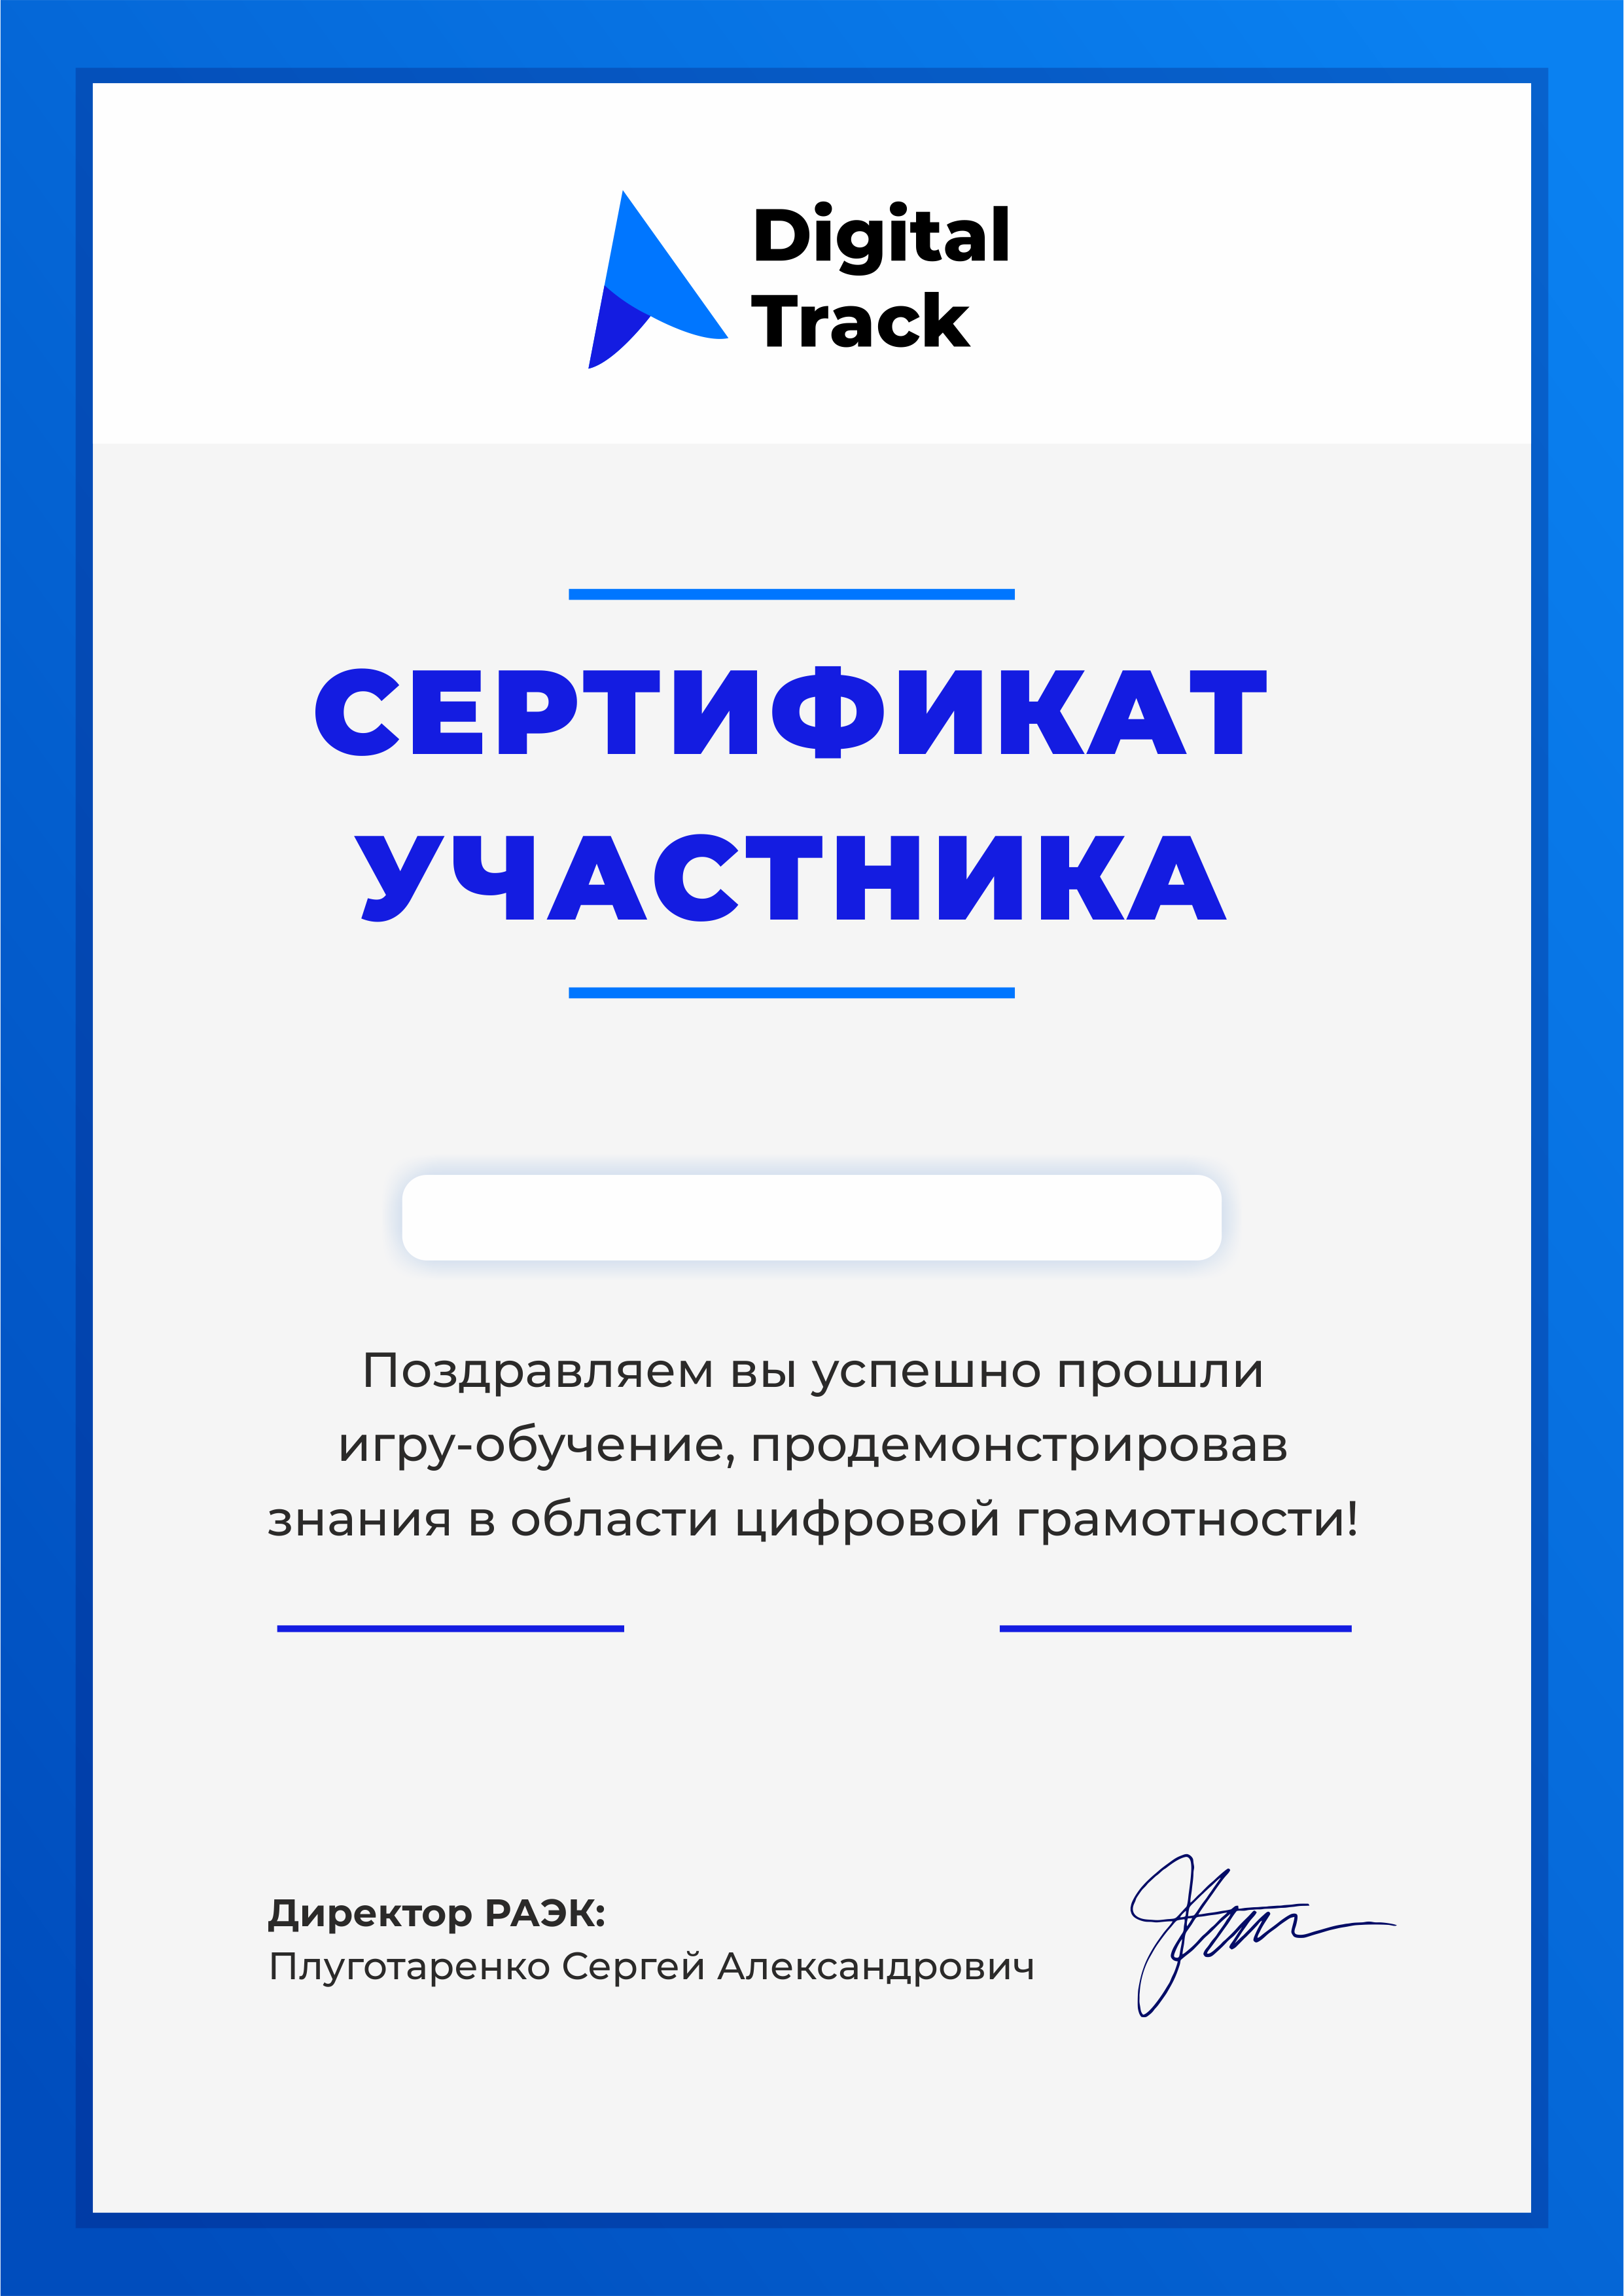 Digital
Track
СЕРТИФИКАТ
УЧАСТНИКА
Поздравляем вы успешно прошли
игру-обучение, продемонстрировав
знания в области цифровой грамотности!
Директор РАЭК:
Плуготаренко Сергей Александрович